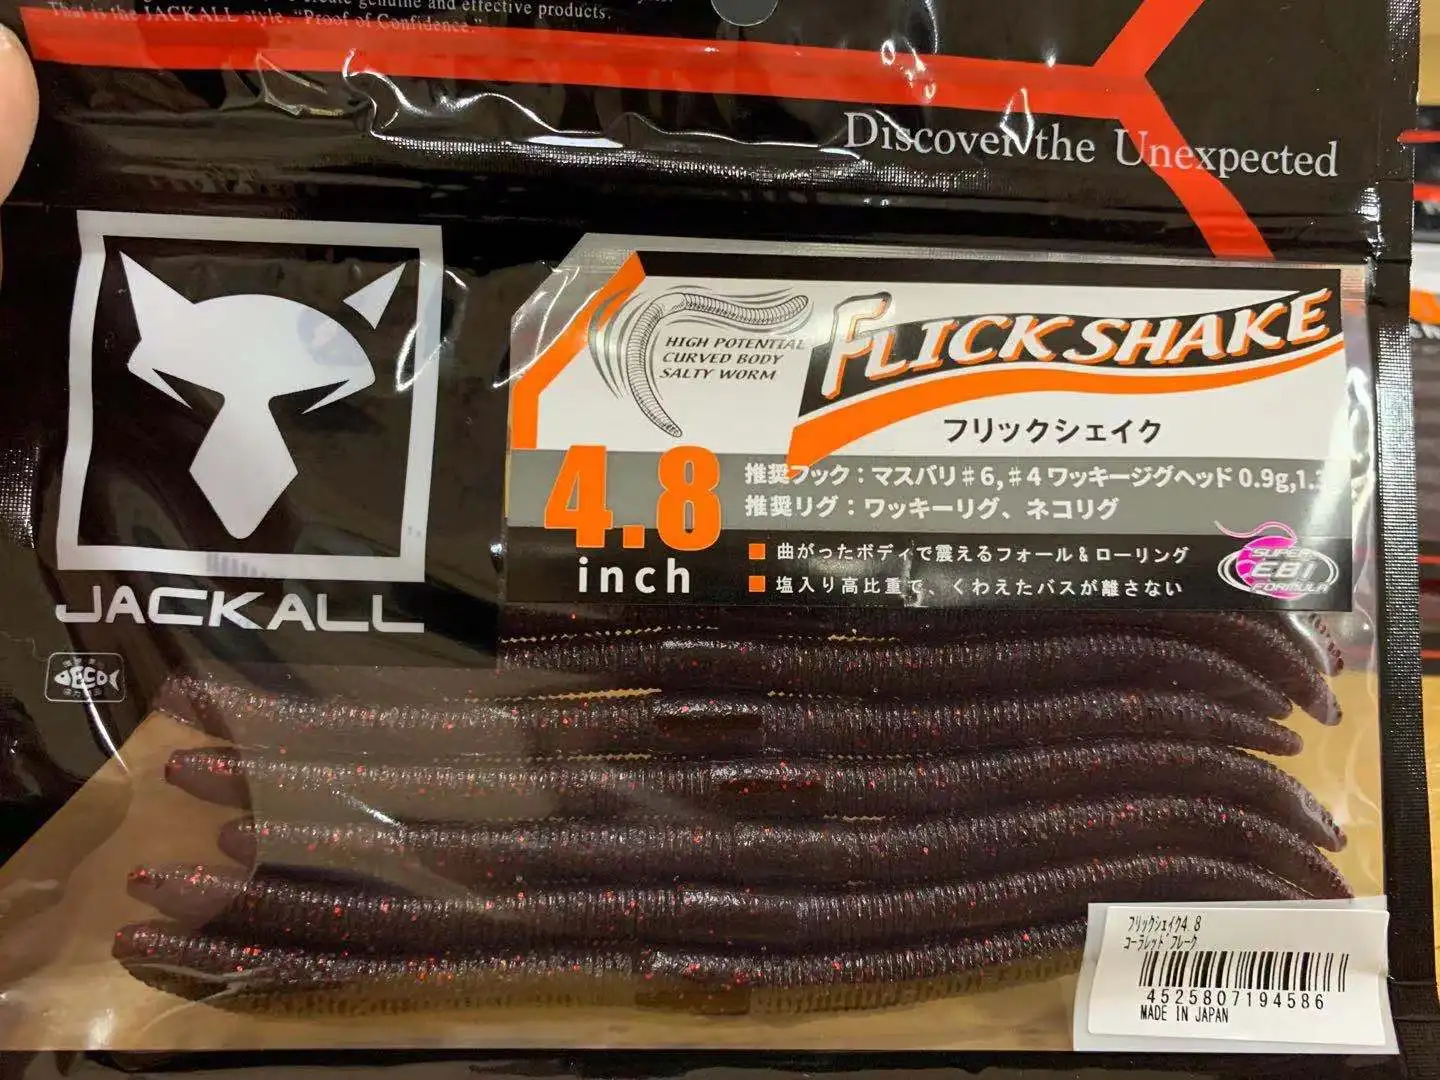 genuine and effective products.
That is the JACKALL style. "Proof of Confidence."
Discover the Unexpected
HIGH POTENTIAL
CURVED BODY
SALTY WORM
FLICK SHAKE
フリックシェイク
4.8
inch
推奨フック：マスバリ♯6,♯4 ワッキージグヘッド 0.9g,1.3
推奨リグ：ワッキーリグ、ネコリグ
■ 曲がったボディで震えるフォール&ローリング
■ 塩入り高比重で、くわえたバスが離さない
SUPER
EBI
FORMULA
JACKALL
ECO
フリックシェイク4.8
コーラレッドフレーク
4525807194586
MADE IN JAPAN